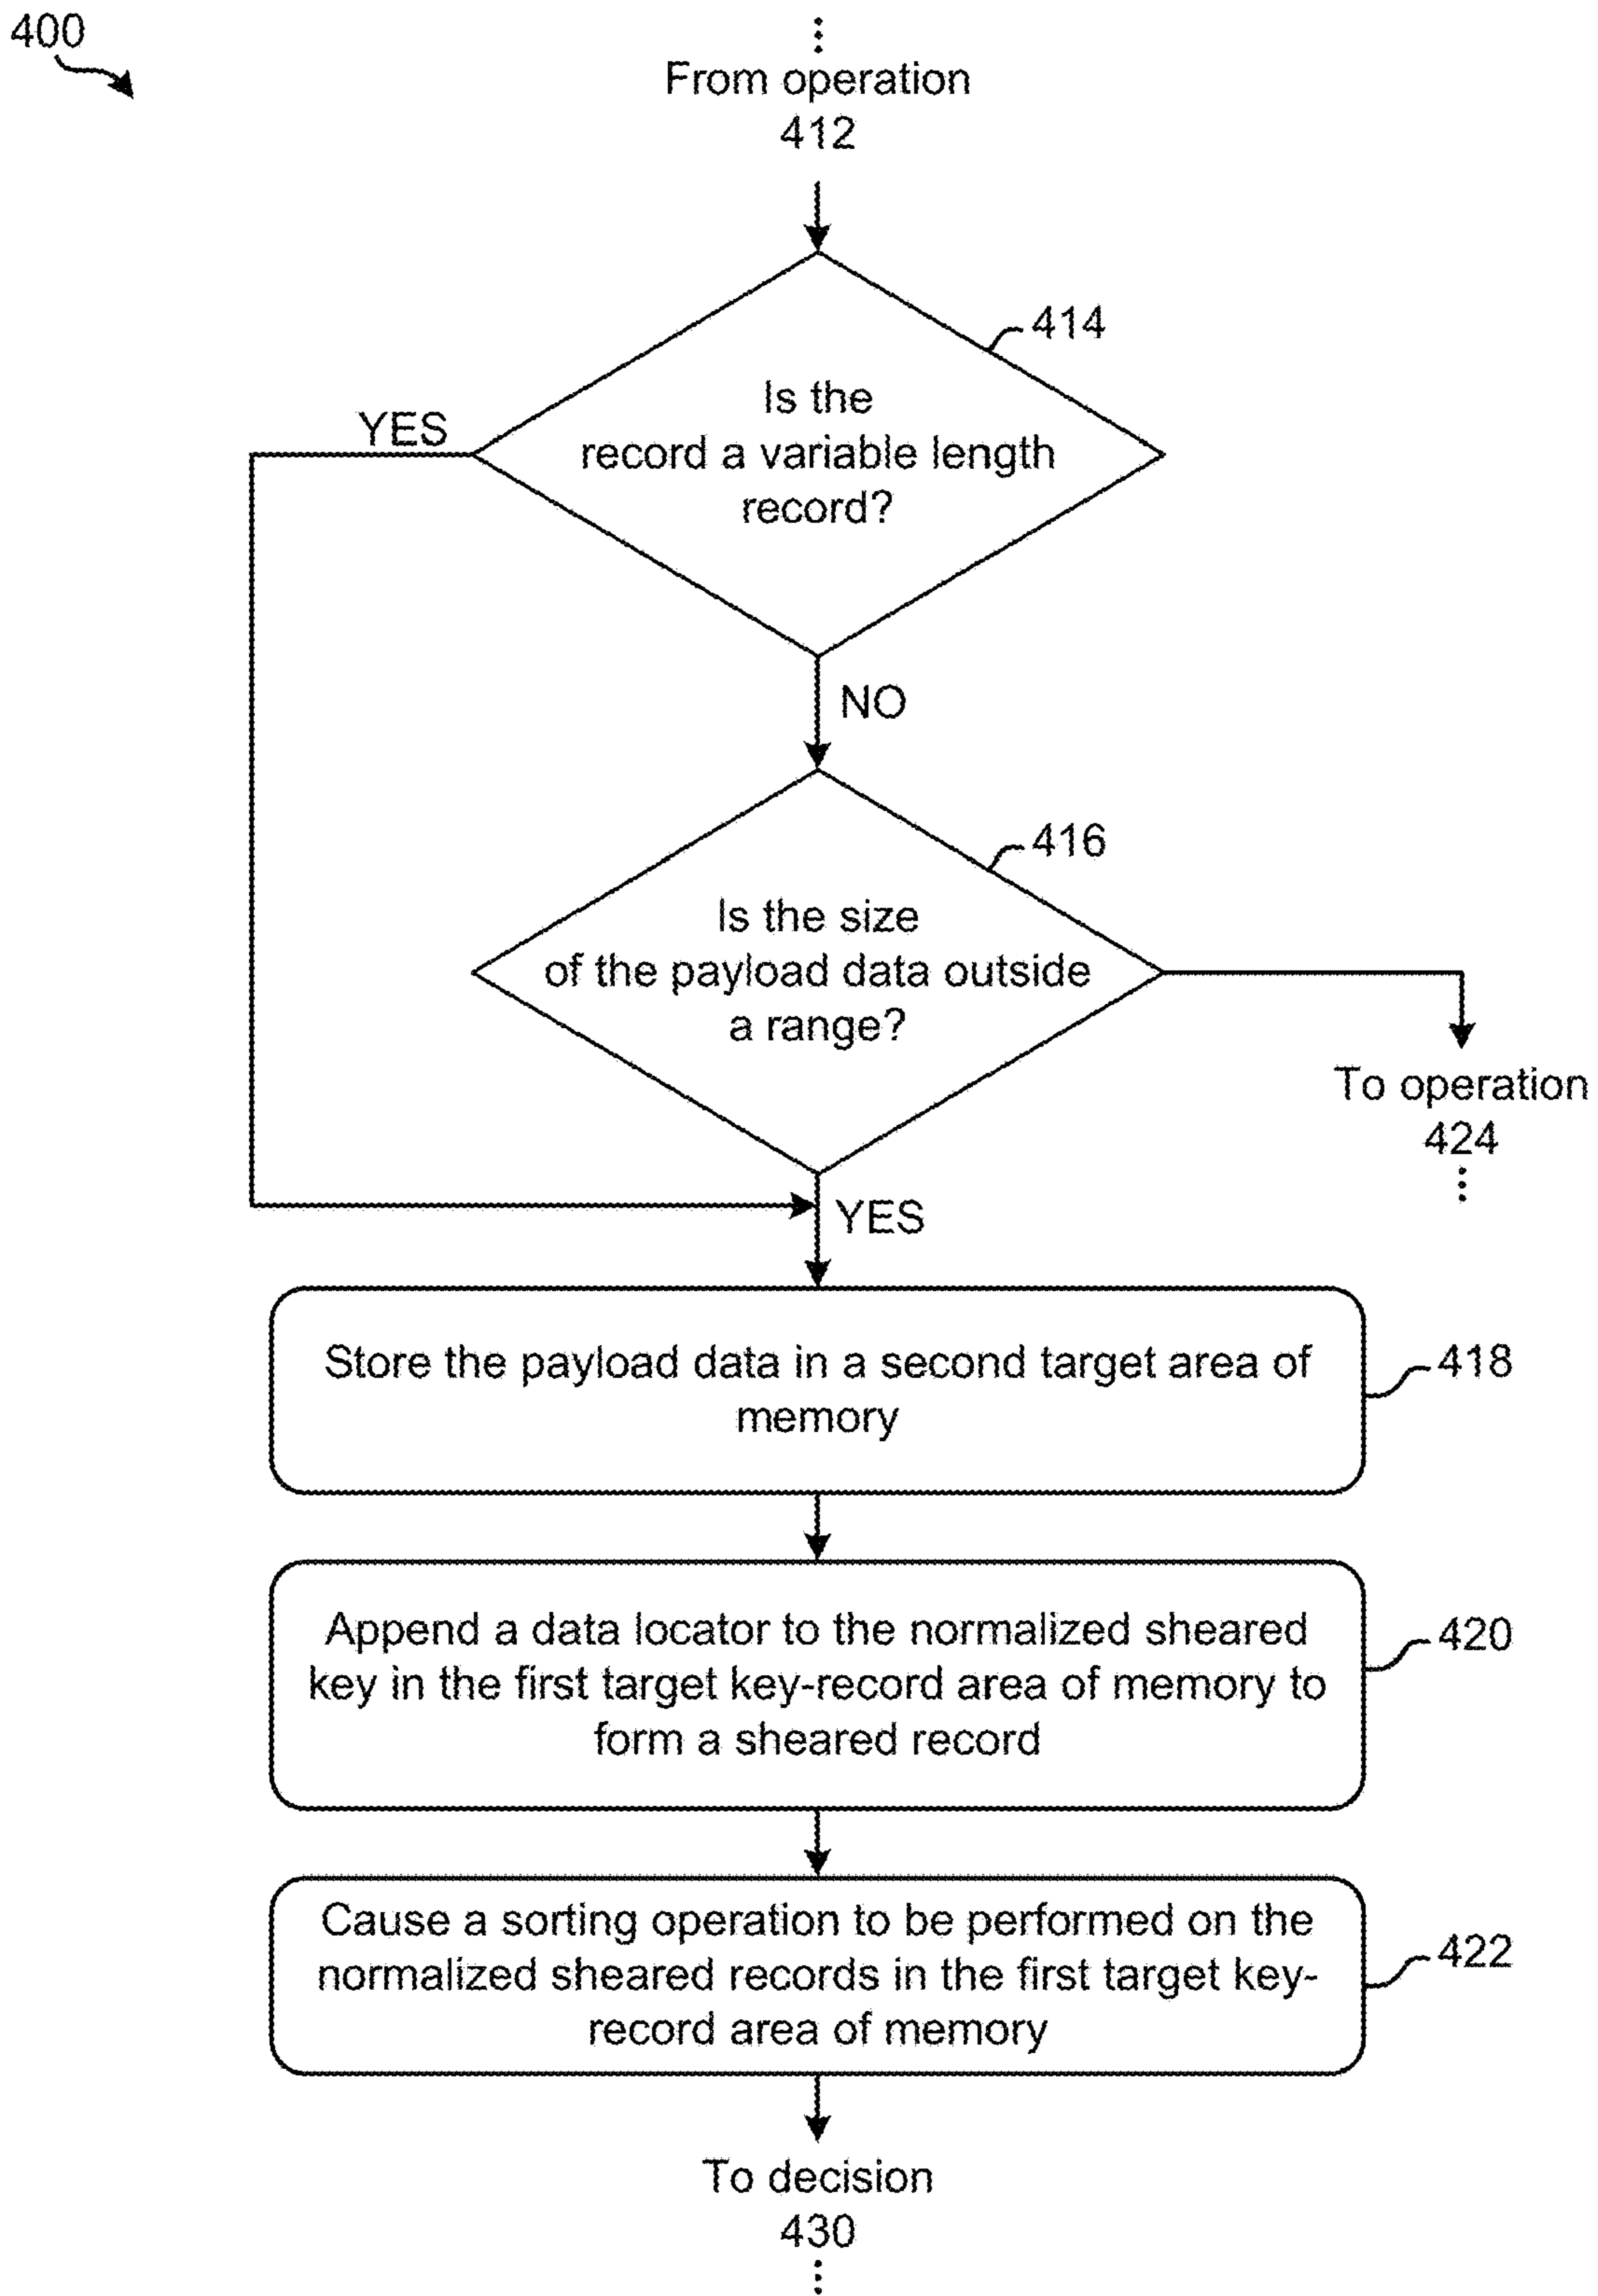 400
From operation
412
414
Is the
record a variable length
record?
YES
NO
416
Is the size
of the payload data outside
a range?
To operation
424
YES
Store the payload data in a second target area of
memory
418
Append a data locator to the normalized sheared
key in the first target key-record area of memory to
form a sheared record
420
Cause a sorting operation to be performed on the
normalized sheared records in the first target key-
record area of memory
422
To decision
430